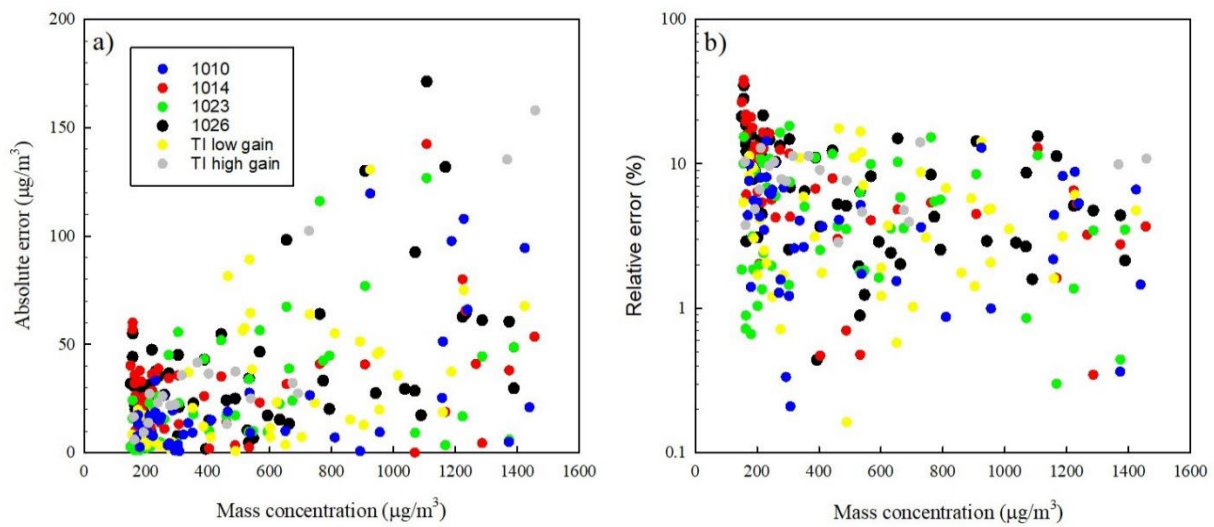 a)
1010
1014
1023
1026
TI low gain
TI high gain
Absolute error (μg/m³)
200
150
100
50
0
0 200 400 600 800 1000 1200 1400 1600
Mass concentration (μg/m³)
b)
Relative error (%)
100
10
1
0.1
0 200 400 600 800 1000 1200 1400 1600
Mass concentration (μg/m³)